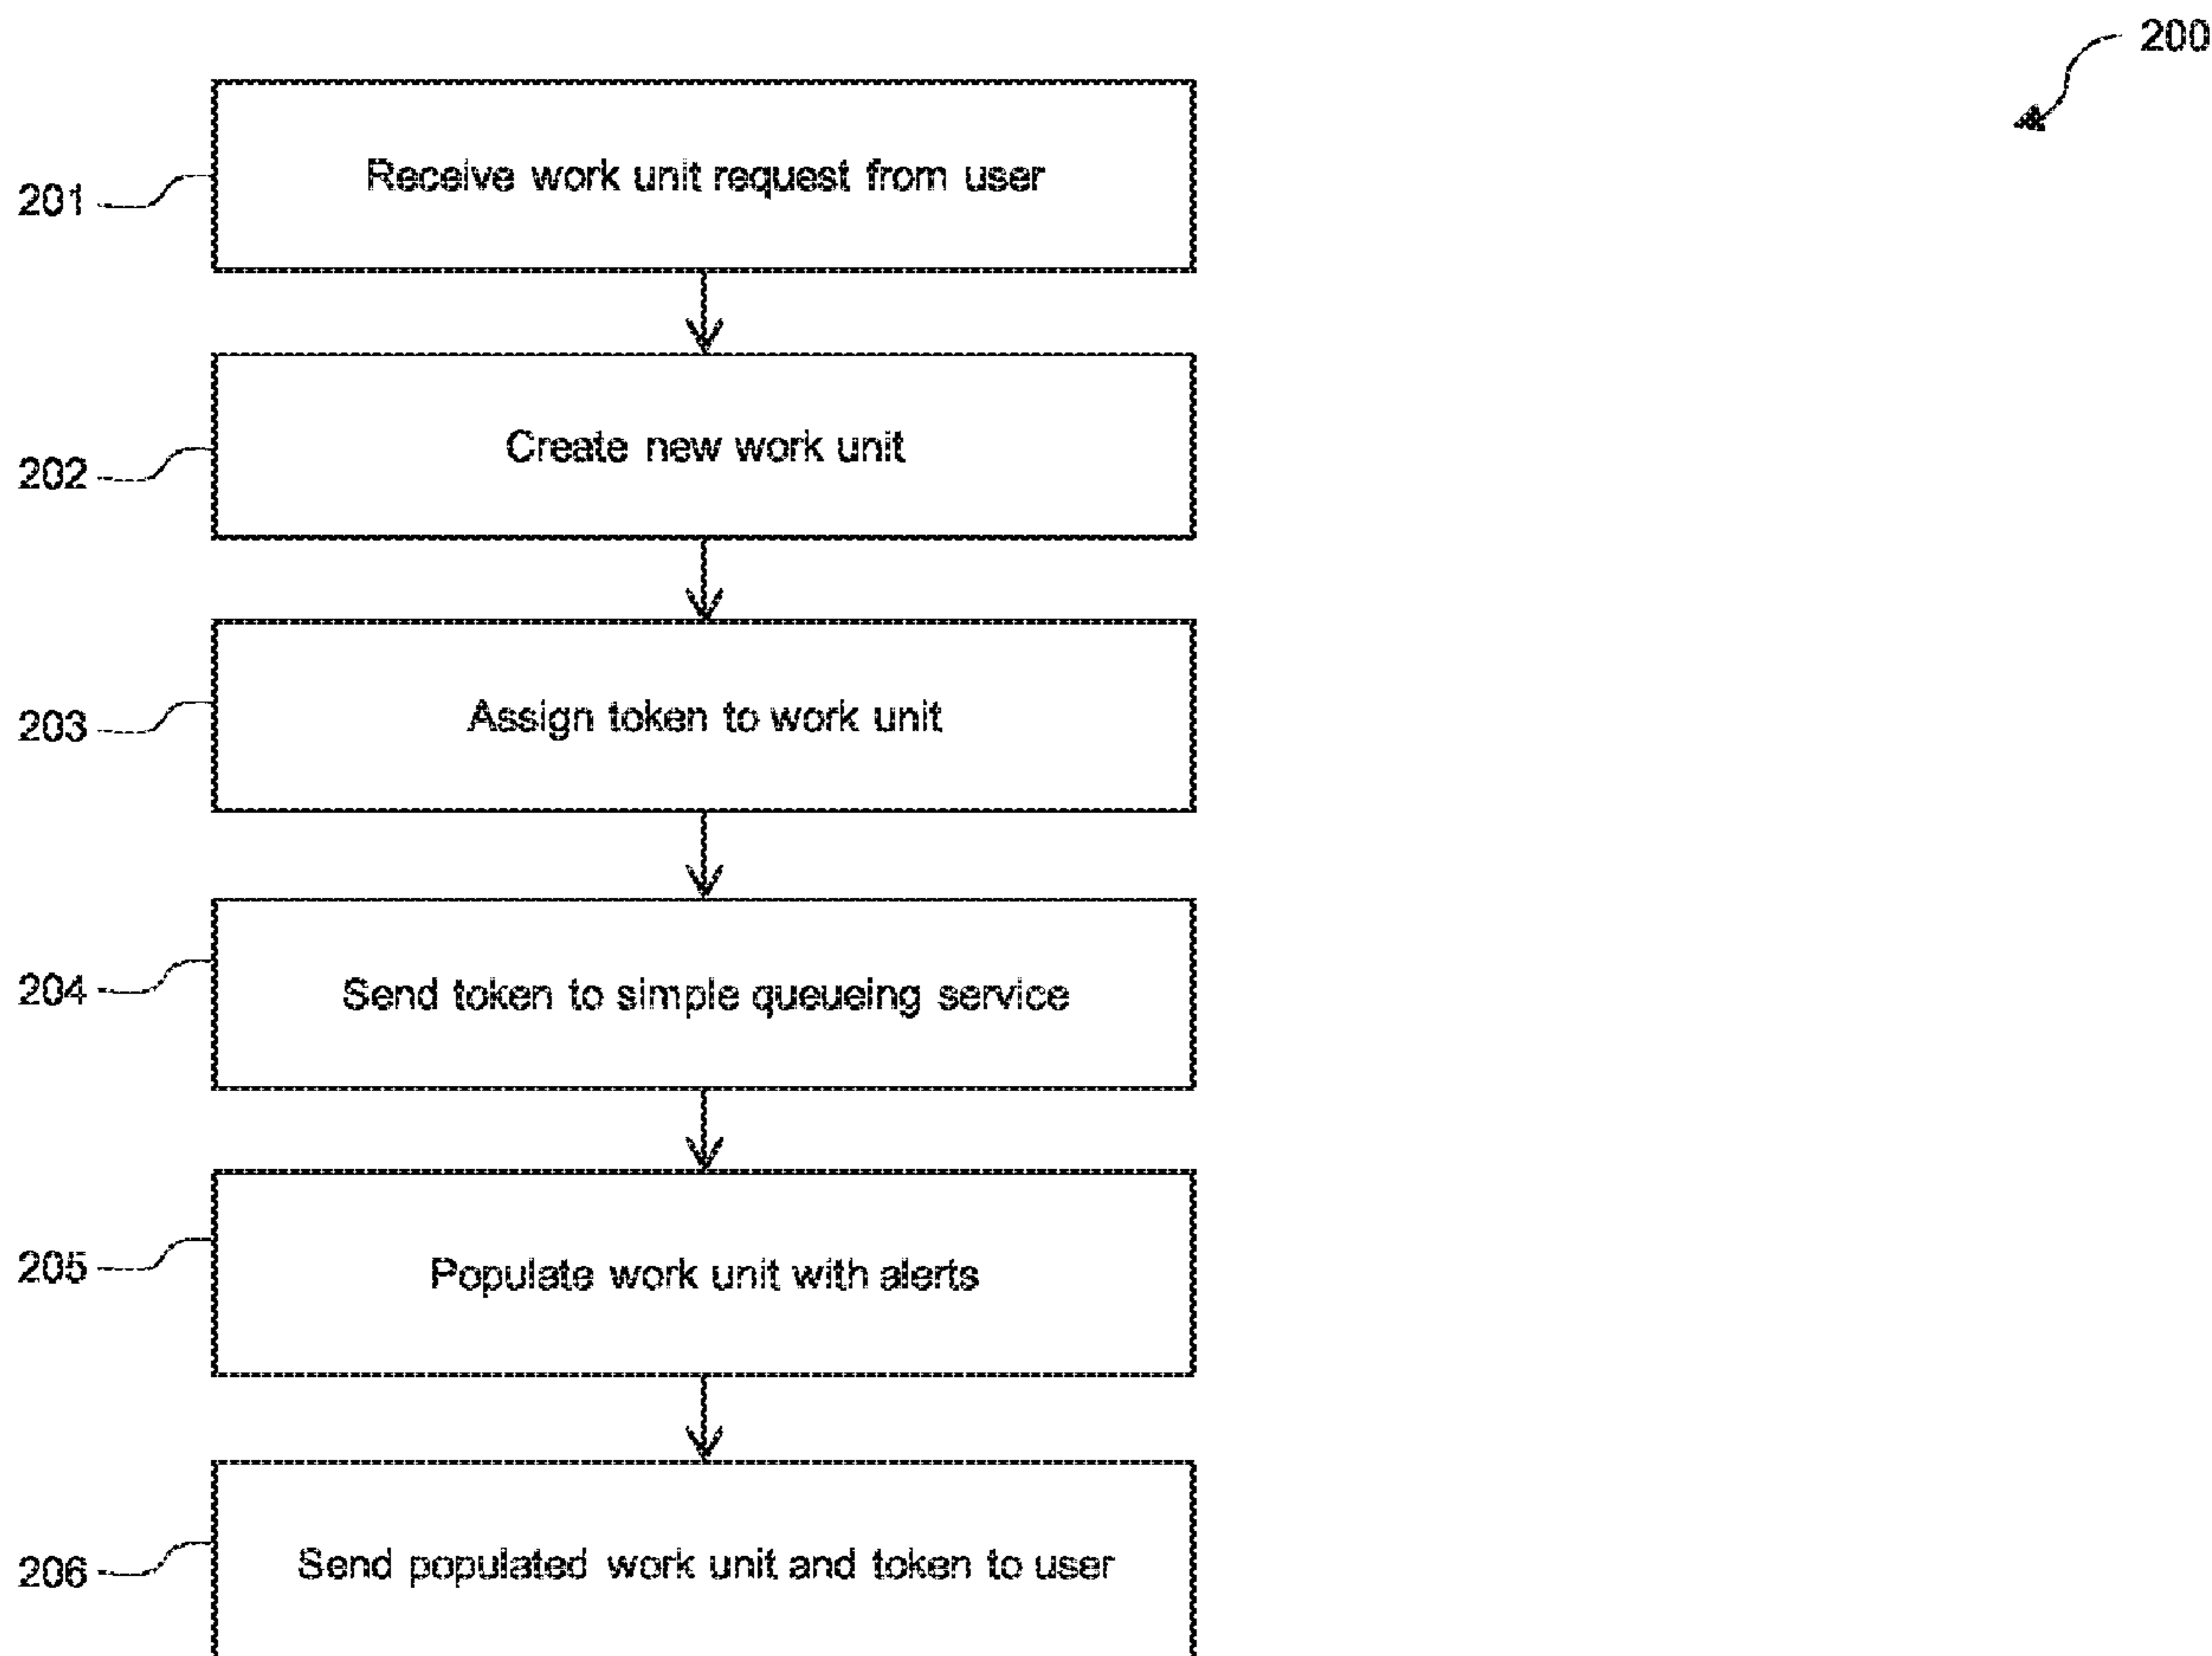 200
Receive work unit request from user
201
Create new work unit
202
Assign token to work unit
203
Send token to simple queueing service
204
Populate work unit with alerts
205
Send populated work unit and token to user
206